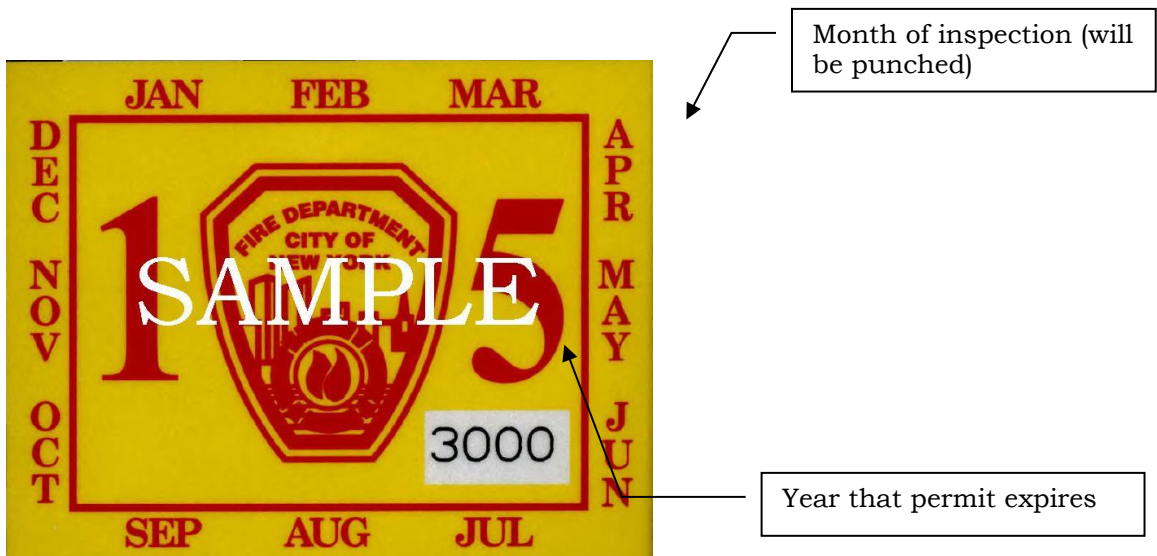 Month of inspection (will
be punched)
JAN FEB MAR
DEC
NOV
OCT
APR
MAY
JUN
1 5
FIRE DEPARTMENT
CITY OF
NEW YORK
SAMPLE
3000
SEP AUG JUL
Year that permit expires